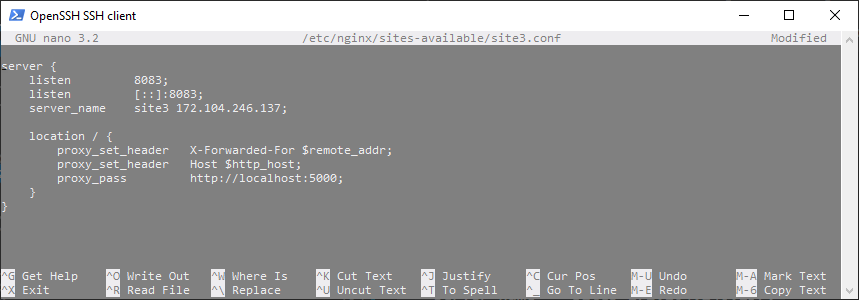 OpenSSH SSH client
GNU nano 3.2 /etc/nginx/sites-available/site3.conf Modified
server {
    listen         8083;
    listen         [::]:8083;
    server_name    site3 172.104.246.137;
    location / {
        proxy_set_header   X-Forwarded-For $remote_addr;
        proxy_set_header   Host $http_host;
        proxy_pass         http://localhost:5000;
    }
}
^G Get Help ^O Write Out ^W Where Is ^K Cut Text ^J Justify ^C Cur Pos M-U Undo M-A Mark Text
^X Exit ^R Read File ^\ Replace ^U Uncut Text ^T To Spell ^_ Go To Line M-E Redo M-6 Copy Text